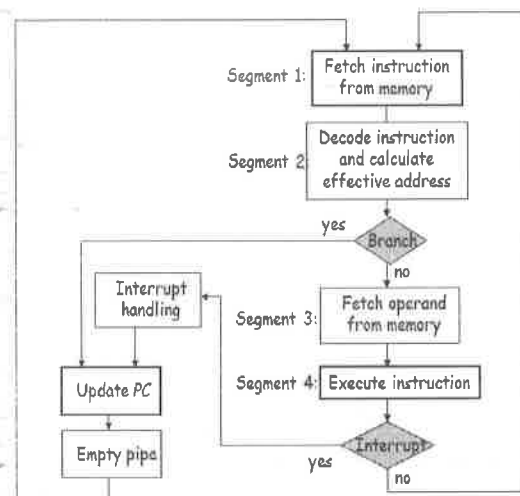 Segment 1:
Fetch instruction
from memory
Segment 2
Decode instruction
and calculate
effective address
yes
Branch
no
Interrupt
handling
Segment 3:
Fetch operand
from memory
Segment 4:
Execute instruction
Update PC
Interrupt
yes
no
Empty pipe